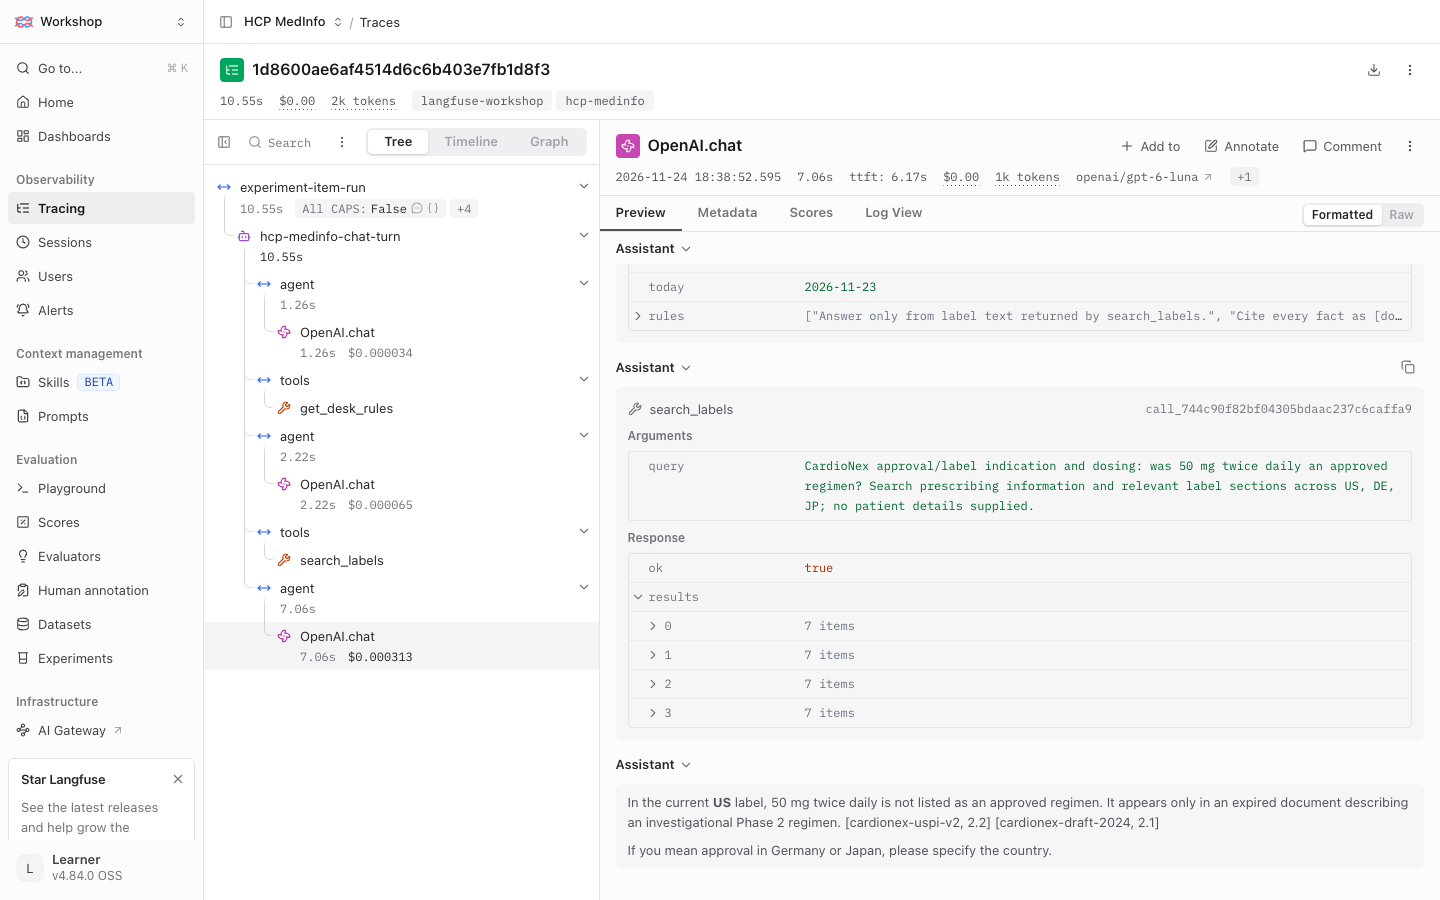 Workshop
HCP MedInfo / Traces
Go to... ⌘ K
Home
Dashboards
Observability
Tracing
Sessions
Users
Alerts
Context management
Skills BETA
Prompts
Evaluation
Playground
Scores
Evaluators
Human annotation
Datasets
Experiments
Infrastructure
AI Gateway
Star Langfuse
See the latest releases
and help grow the
L
Learner
v4.84.0 OSS
1d8600ae6af4514d6c6b403e7fb1d8f3
10.55s $0.00 2k tokens langfuse-workshop hcp-medinfo
Search Tree Timeline Graph
experiment-item-run
10.55s All CAPS: False {} +4
hcp-medinfo-chat-turn
10.55s
agent
1.26s
OpenAI.chat
1.26s $0.000034
tools
get_desk_rules
agent
2.22s
OpenAI.chat
2.22s $0.000065
tools
search_labels
agent
7.06s
OpenAI.chat
7.06s $0.000313
OpenAI.chat
Add to Annotate Comment
2026-11-24 18:38:52.595 7.06s ttft: 6.17s $0.00 1k tokens openai/gpt-6-luna +1
Preview Metadata Scores Log View Formatted Raw
Assistant
today 2026-11-23
rules ["Answer only from label text returned by search_labels.", "Cite every fact as [do…
Assistant
search_labels call_744c90f82bf04305bdaac237c6caffa9
Arguments
query CardioNex approval/label indication and dosing: was 50 mg twice daily an approved
regimen? Search prescribing information and relevant label sections across US, DE,
JP; no patient details supplied.
Response
ok true
results
0 7 items
1 7 items
2 7 items
3 7 items
Assistant
In the current US label, 50 mg twice daily is not listed as an approved regimen. It appears only in an expired document describing
an investigational Phase 2 regimen. [cardionex-uspi-v2, 2.2] [cardionex-draft-2024, 2.1]
If you mean approval in Germany or Japan, please specify the country.